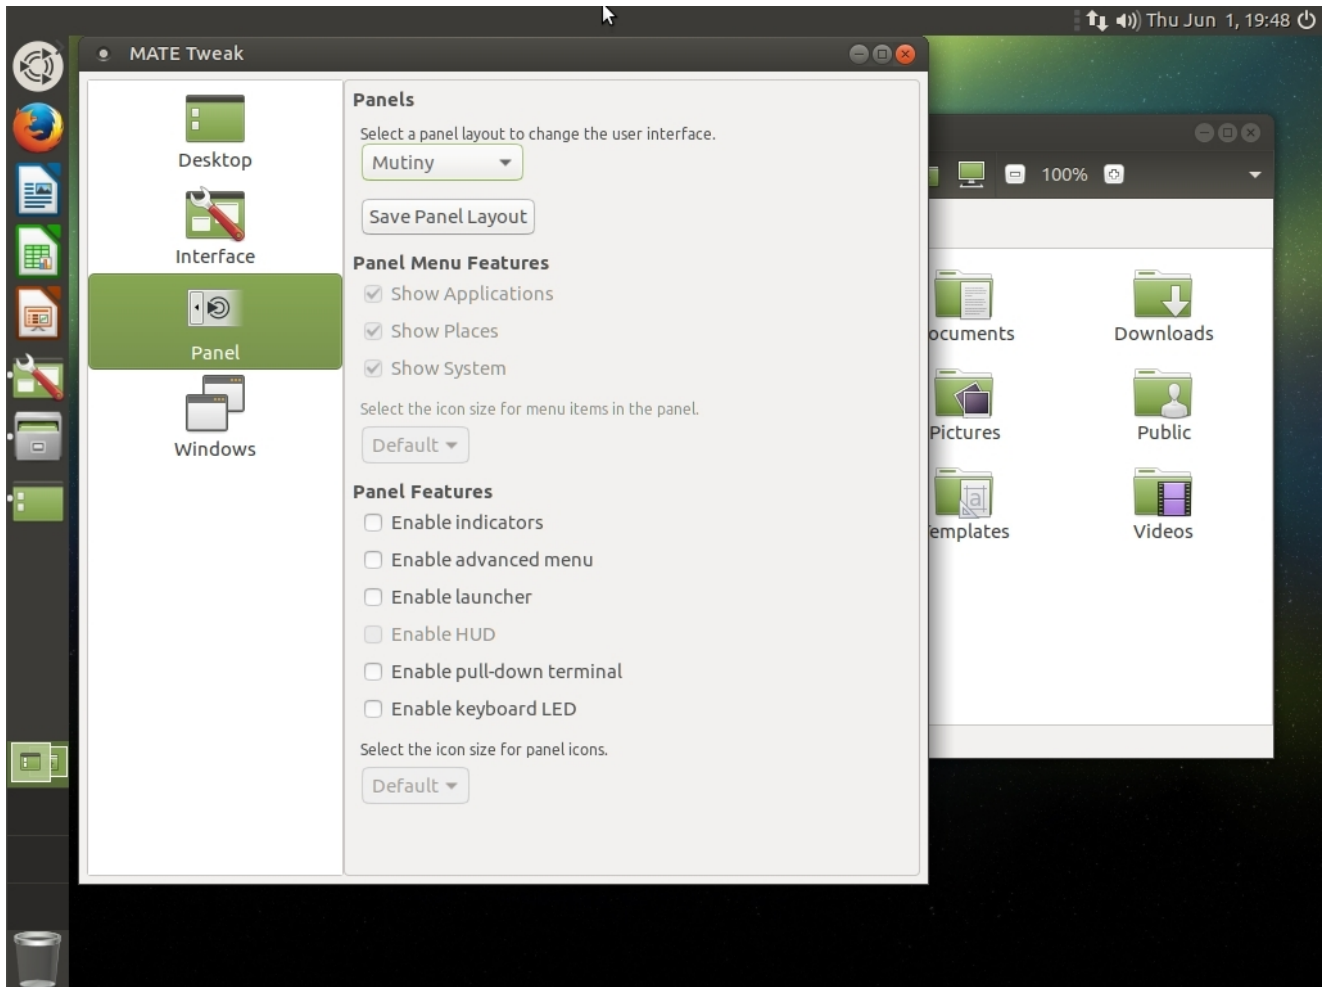 Thu Jun 1, 19:48
MATE Tweak
Desktop
Interface
Panel
Windows
Panels
Select a panel layout to change the user interface.
Mutiny
Save Panel Layout
Panel Menu Features
Show Applications
Show Places
Show System
Select the icon size for menu items in the panel.
Default
Panel Features
Enable indicators
Enable advanced menu
Enable launcher
Enable HUD
Enable pull-down terminal
Enable keyboard LED
Select the icon size for panel icons.
Default
100%
ocuments
Downloads
Pictures
Public
emplates
Videos